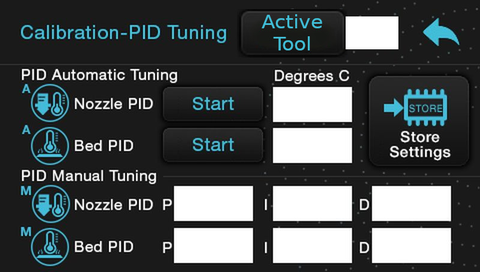 Calibration-PID Tuning
Active
Tool
PID Automatic Tuning
Degrees C
A
Nozzle PID
Start
STORE
A
Bed PID
Start
Store
Settings
PID Manual Tuning
M
Nozzle PID P I D
M
Bed PID P I D